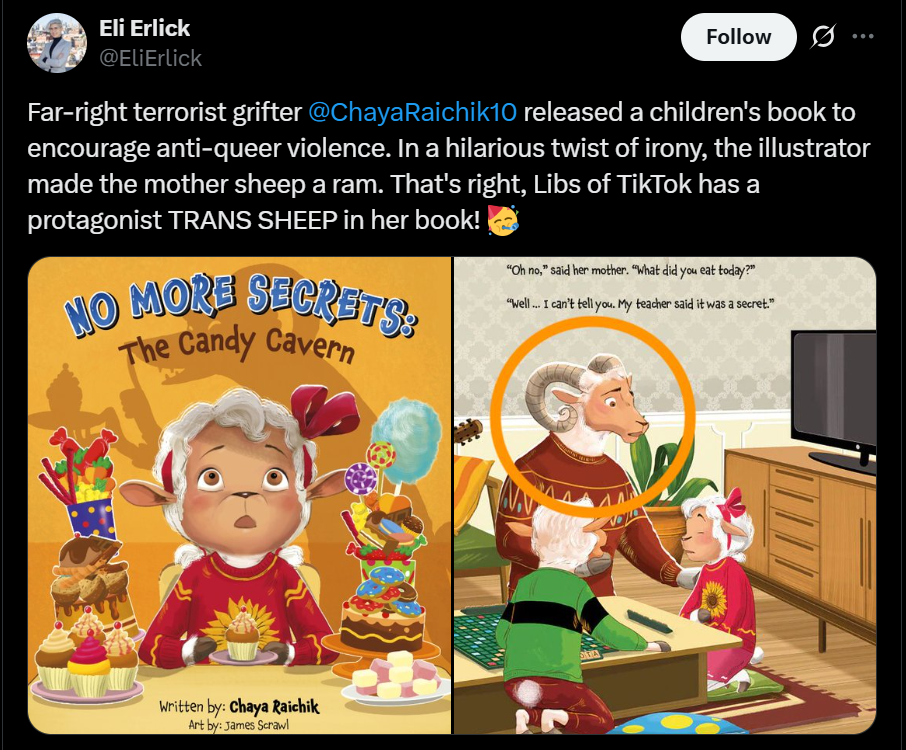 Eli Erlick
@EliErlick
Follow
Far-right terrorist grifter @ChayaRaichik10 released a children's book to
encourage anti-queer violence. In a hilarious twist of irony, the illustrator
made the mother sheep a ram. That's right, Libs of TikTok has a
protagonist TRANS SHEEP in her book! 🥳
NO MORE SECRETS:
The Candy Cavern
Written by: Chaya Raichik
Art by: James Scrawl
“Oh no,” said her mother. “What did you eat today?”
“Well ... I can’t tell you. My teacher said it was a secret.”